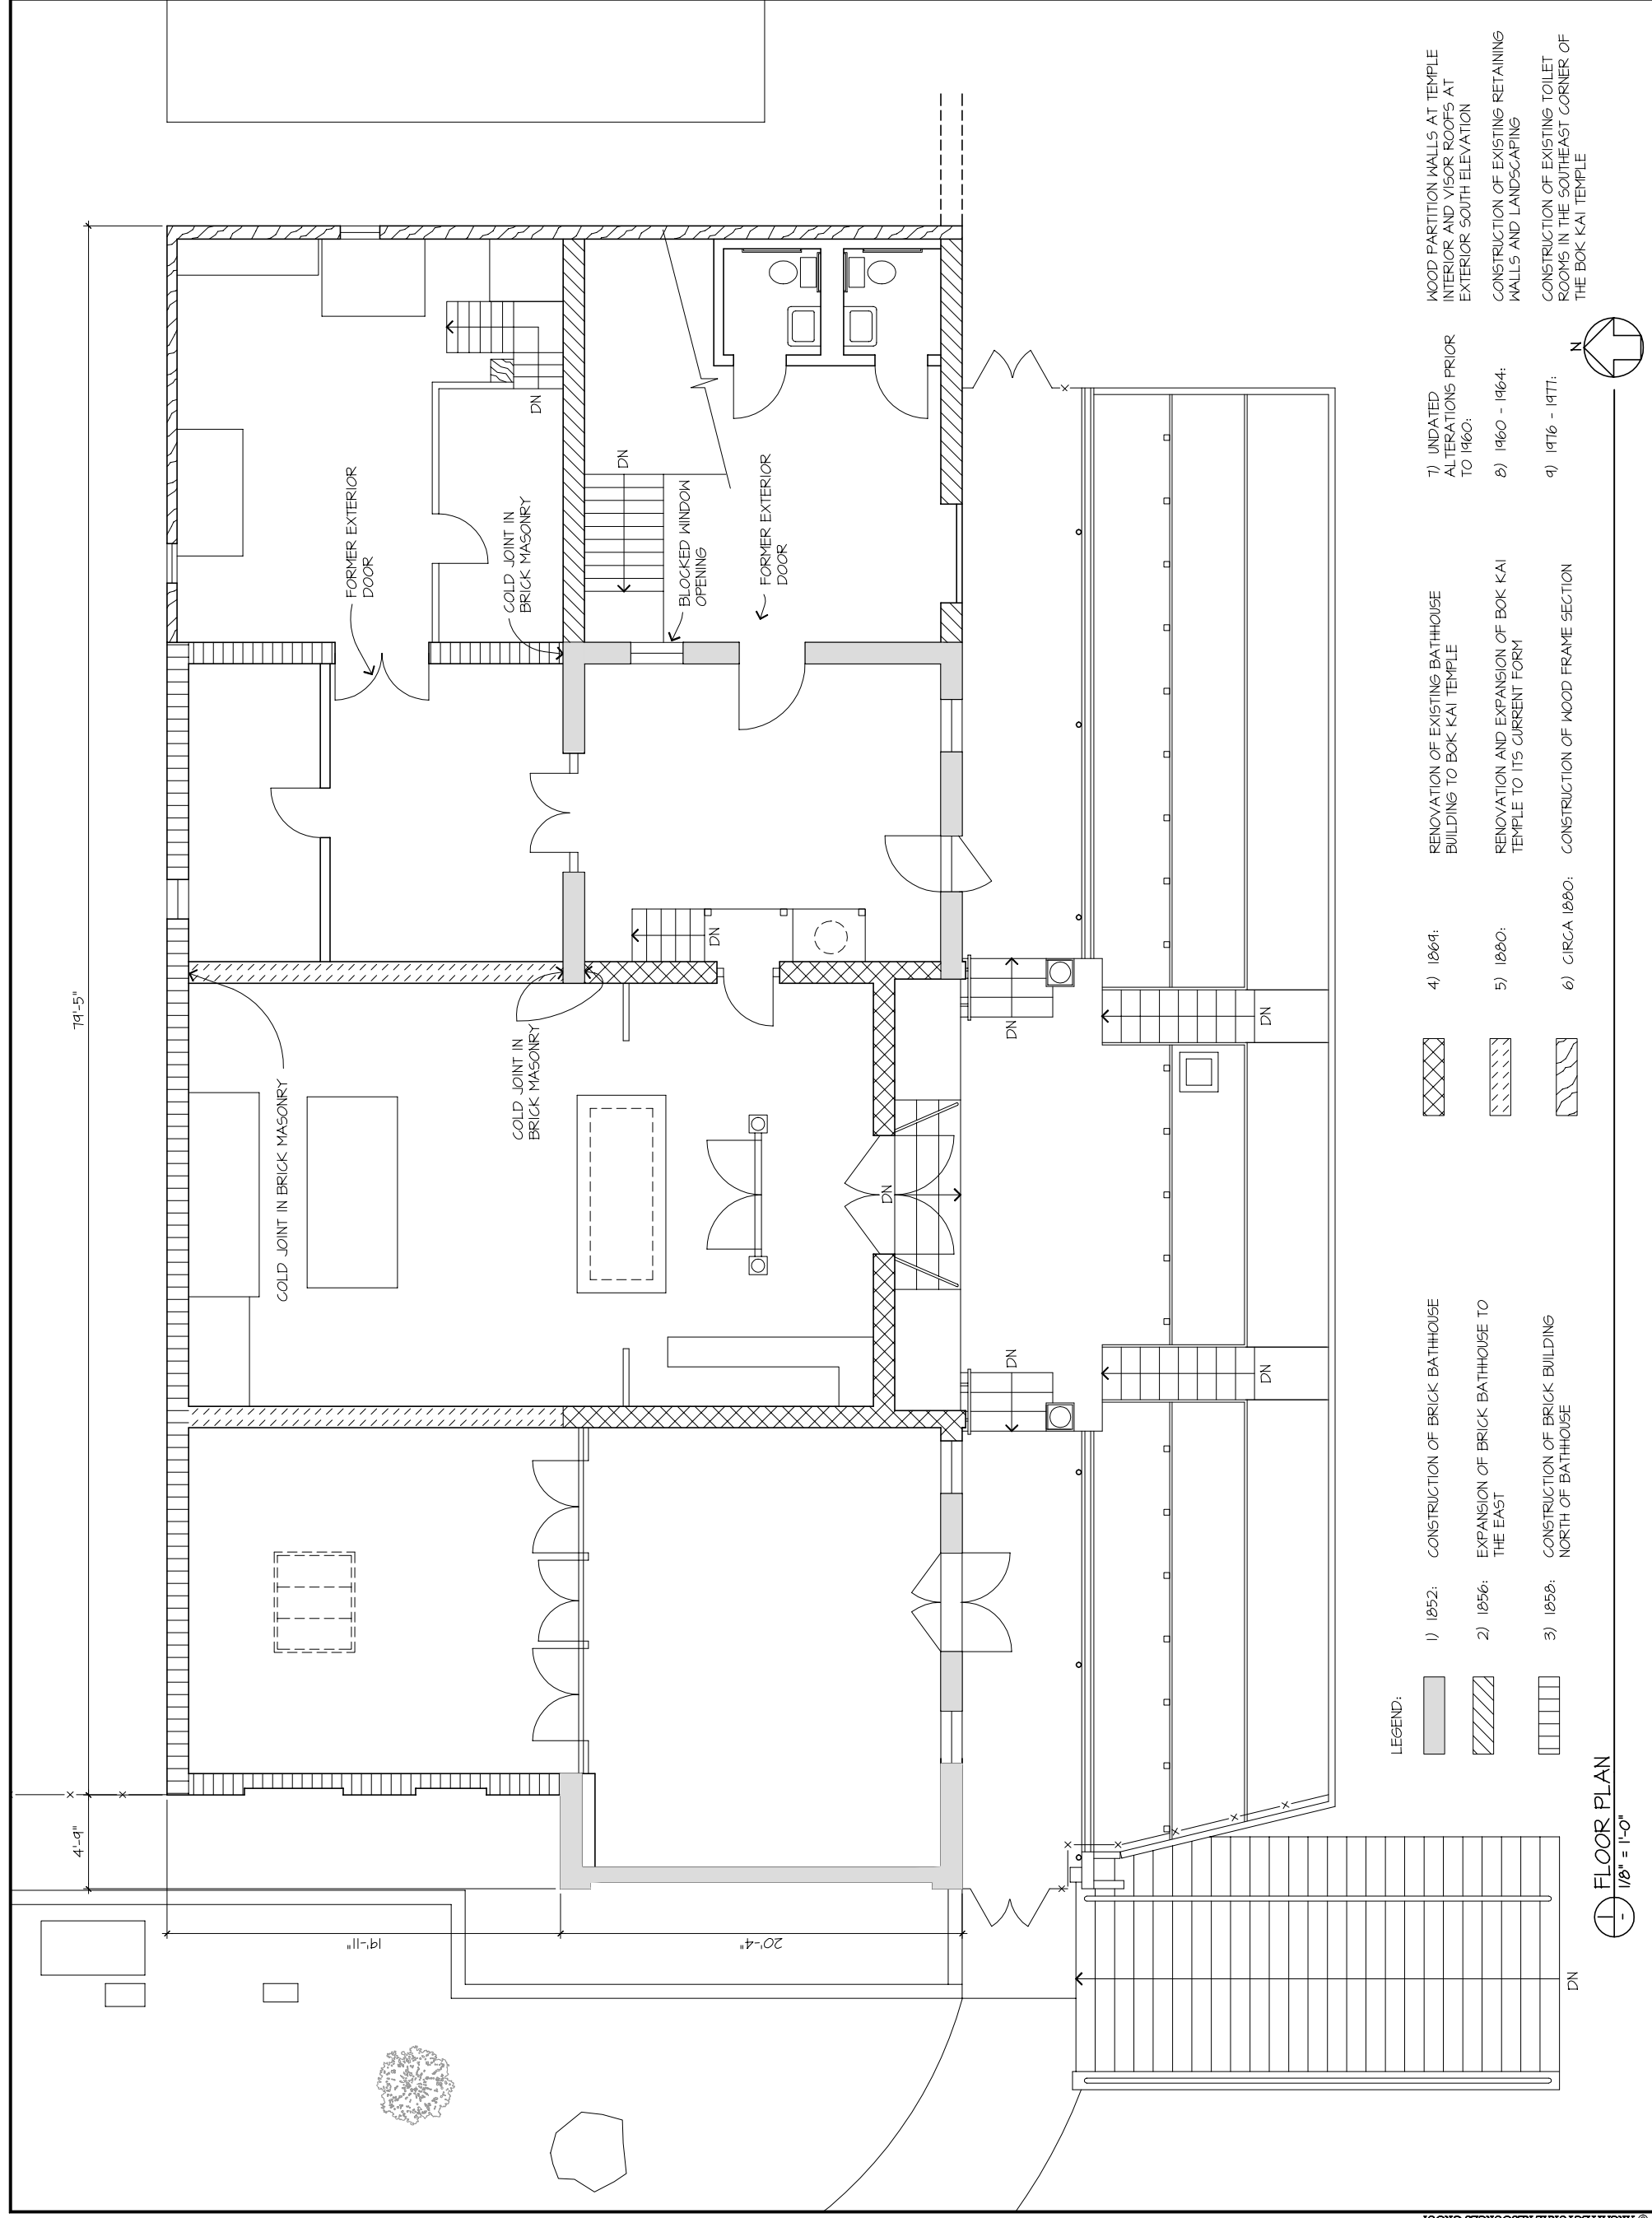 79'-5"
4'-9"
19'-11"
20'-4"
COLD JOINT IN BRICK MASONRY
COLD JOINT IN
BRICK MASONRY
FORMER EXTERIOR
DOOR
COLD JOINT IN
BRICK MASONRY
BLOCKED WINDOW
OPENING
FORMER EXTERIOR
DOOR
DN
DN
DN
DN
DN
DN
DN
DN
DN
LEGEND:
1) 1852: CONSTRUCTION OF BRICK BATHHOUSE
2) 1856: EXPANSION OF BRICK BATHHOUSE TO
THE EAST
3) 1858: CONSTRUCTION OF BRICK BUILDING
NORTH OF BATHHOUSE
4) 1869: RENOVATION OF EXISTING BATHHOUSE
BUILDING TO BOK KAI TEMPLE
5) 1880: RENOVATION AND EXPANSION OF BOK KAI
TEMPLE TO ITS CURRENT FORM
6) CIRCA 1880: CONSTRUCTION OF WOOD FRAME SECTION
7) UNDATED
ALTERATIONS PRIOR
TO 1960:
WOOD PARTITION WALLS AT TEMPLE
INTERIOR AND VISOR ROOFS AT
EXTERIOR SOUTH ELEVATION
8) 1960 - 1964: CONSTRUCTION OF EXISTING RETAINING
WALLS AND LANDSCAPING
9) 1976 - 1977: CONSTRUCTION OF EXISTING TOILET
ROOMS IN THE SOUTHEAST CORNER OF
THE BOK KAI TEMPLE
N
1
-
FLOOR PLAN
1/8" = 1'-0"